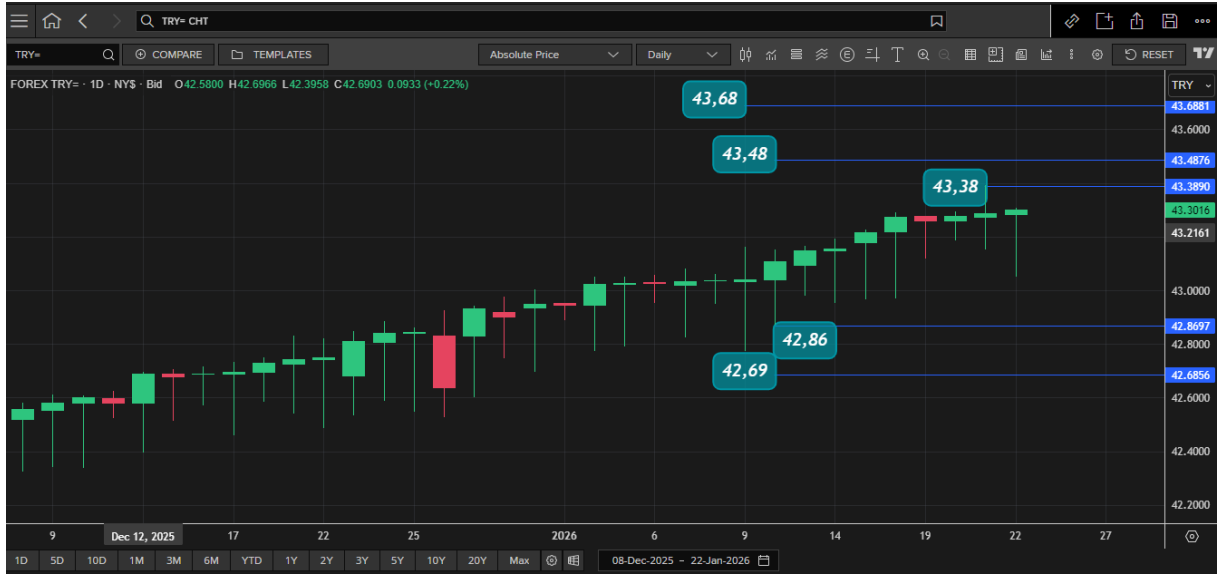 TRY= CHT
TRY=
COMPARE
TEMPLATES
Absolute Price
Daily
RESET
FOREX TRY= · 1D · NY$ · Bid O42.5800 H42.6966 L42.3958 C42.6903 0.0933 (+0.22%)
TRY
43,68
43.6881
43.6000
43,48
43.4876
43,38
43.3890
43.3016
43.2161
43.0000
42.8697
42,86
42.8000
42,69
42.6856
42.6000
42.4000
42.2000
9 Dec 12, 2025 17 22 25 2026 6 9 14 19 22 27
1D 5D 10D 1M 3M 6M YTD 1Y 2Y 3Y 5Y 10Y 20Y Max 08-Dec-2025 - 22-Jan-2026